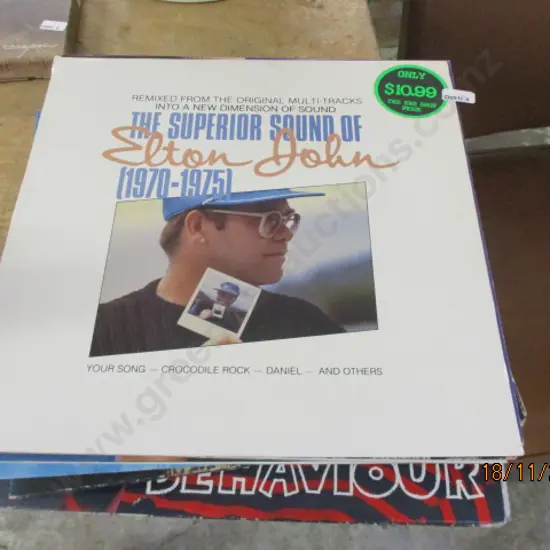 REMIXED FROM THE ORIGINAL MULTI-TRACKS
INTO A NEW DIMENSION OF SOUND
THE SUPERIOR SOUND OF
Elton John
(1970-1975)
ONLY
$10.99
YOUR SONG — CROCODILE ROCK — DANIEL — AND OTHERS
BEHAVIOUR
18/11/2